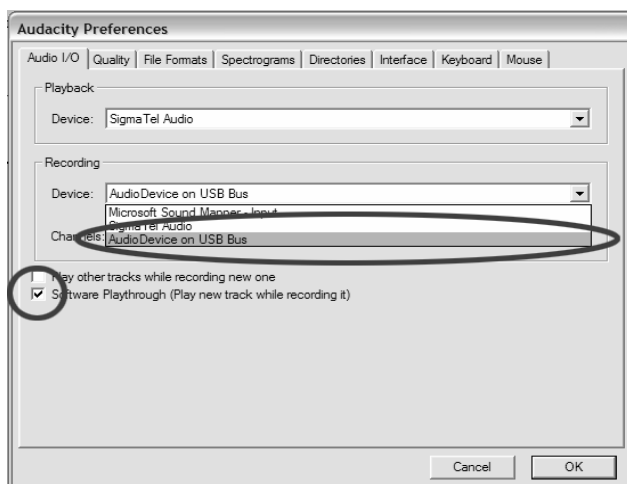 Audacity Preferences
Audio I/O Quality File Formats Spectrograms Directories Interface Keyboard Mouse
Playback
Device: SigmaTel Audio
Recording
Device: AudioDevice on USB Bus
Microsoft Sound Mapper - Input
SigmaTel Audio
Channels: AudioDevice on USB Bus
Play other tracks while recording new one
Software Playthrough (Play new track while recording it)
Cancel OK